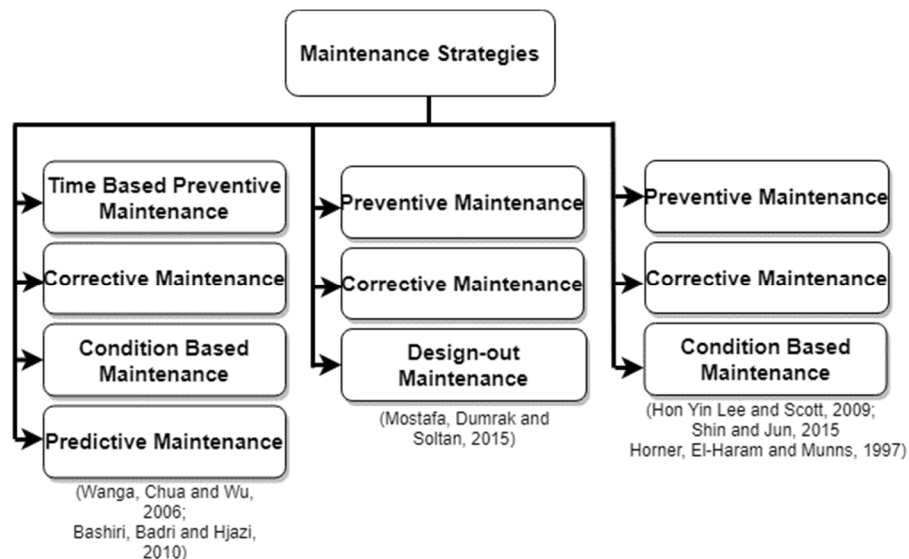 Maintenance Strategies
Time Based Preventive
Maintenance
Corrective Maintenance
Condition Based
Maintenance
Predictive Maintenance
(Wanga, Chua and Wu,
2006;
Bashiri, Badri and Hjazi,
2010)
Preventive Maintenance
Corrective Maintenance
Design-out
Maintenance
(Mostafa, Dumrak and
Soltan, 2015)
Preventive Maintenance
Corrective Maintenance
Condition Based
Maintenance
(Hon Yin Lee and Scott, 2009;
Shin and Jun, 2015
Horner, El-Haram and Munns, 1997)